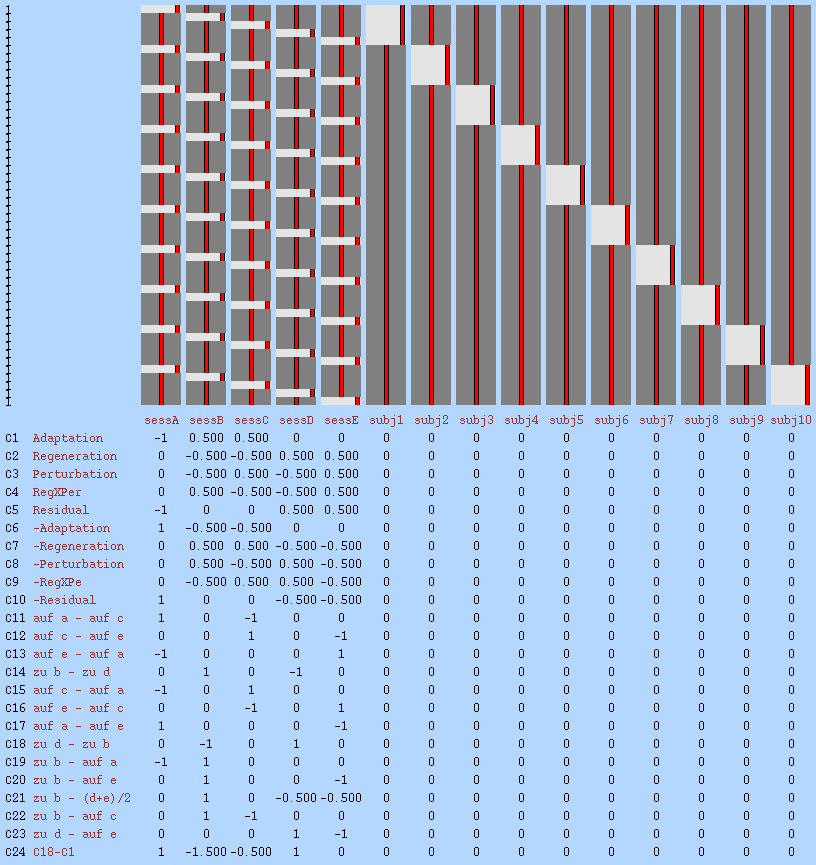 1
1
sessA sessB sessC sessD sessE subj1 subj2 subj3 subj4 subj5 subj6 subj7 subj8 subj9 subj10
C1 Adaptation -1 0.500 0.500 0 0 0 0 0 0 0 0 0 0 0 0
C2 Regeneration 0 -0.500 -0.500 0.500 0.500 0 0 0 0 0 0 0 0 0 0
C3 Perturbation 0 -0.500 0.500 -0.500 0.500 0 0 0 0 0 0 0 0 0 0
C4 RegXPer 0 0.500 -0.500 -0.500 0.500 0 0 0 0 0 0 0 0 0 0
C5 Residual -1 0 0 0.500 0.500 0 0 0 0 0 0 0 0 0 0
C6 -Adaptation 1 -0.500 -0.500 0 0 0 0 0 0 0 0 0 0 0 0
C7 -Regeneration 0 0.500 0.500 -0.500 -0.500 0 0 0 0 0 0 0 0 0 0
C8 -Perturbation 0 0.500 -0.500 0.500 -0.500 0 0 0 0 0 0 0 0 0 0
C9 -RegXPe 0 -0.500 0.500 0.500 -0.500 0 0 0 0 0 0 0 0 0 0
C10 -Residual 1 0 0 -0.500 -0.500 0 0 0 0 0 0 0 0 0 0
C11 auf a - auf c 1 0 -1 0 0 0 0 0 0 0 0 0 0 0 0
C12 auf c - auf e 0 0 1 0 -1 0 0 0 0 0 0 0 0 0 0
C13 auf e - auf a -1 0 0 0 1 0 0 0 0 0 0 0 0 0 0
C14 zu b - zu d 0 1 0 -1 0 0 0 0 0 0 0 0 0 0 0
C15 auf c - auf a -1 0 1 0 0 0 0 0 0 0 0 0 0 0 0
C16 auf e - auf c 0 0 -1 0 1 0 0 0 0 0 0 0 0 0 0
C17 auf a - auf e 1 0 0 0 -1 0 0 0 0 0 0 0 0 0 0
C18 zu d - zu b 0 -1 0 1 0 0 0 0 0 0 0 0 0 0 0
C19 zu b - auf a -1 1 0 0 0 0 0 0 0 0 0 0 0 0 0
C20 zu b - auf e 0 1 0 0 -1 0 0 0 0 0 0 0 0 0 0
C21 zu b - (d+e)/2 0 1 0 -0.500 -0.500 0 0 0 0 0 0 0 0 0 0
C22 zu b - auf c 0 1 -1 0 0 0 0 0 0 0 0 0 0 0 0
C23 zu d - auf e 0 0 0 1 -1 0 0 0 0 0 0 0 0 0 0
C24 C18-C1 1 -1.500 -0.500 1 0 0 0 0 0 0 0 0 0 0 0